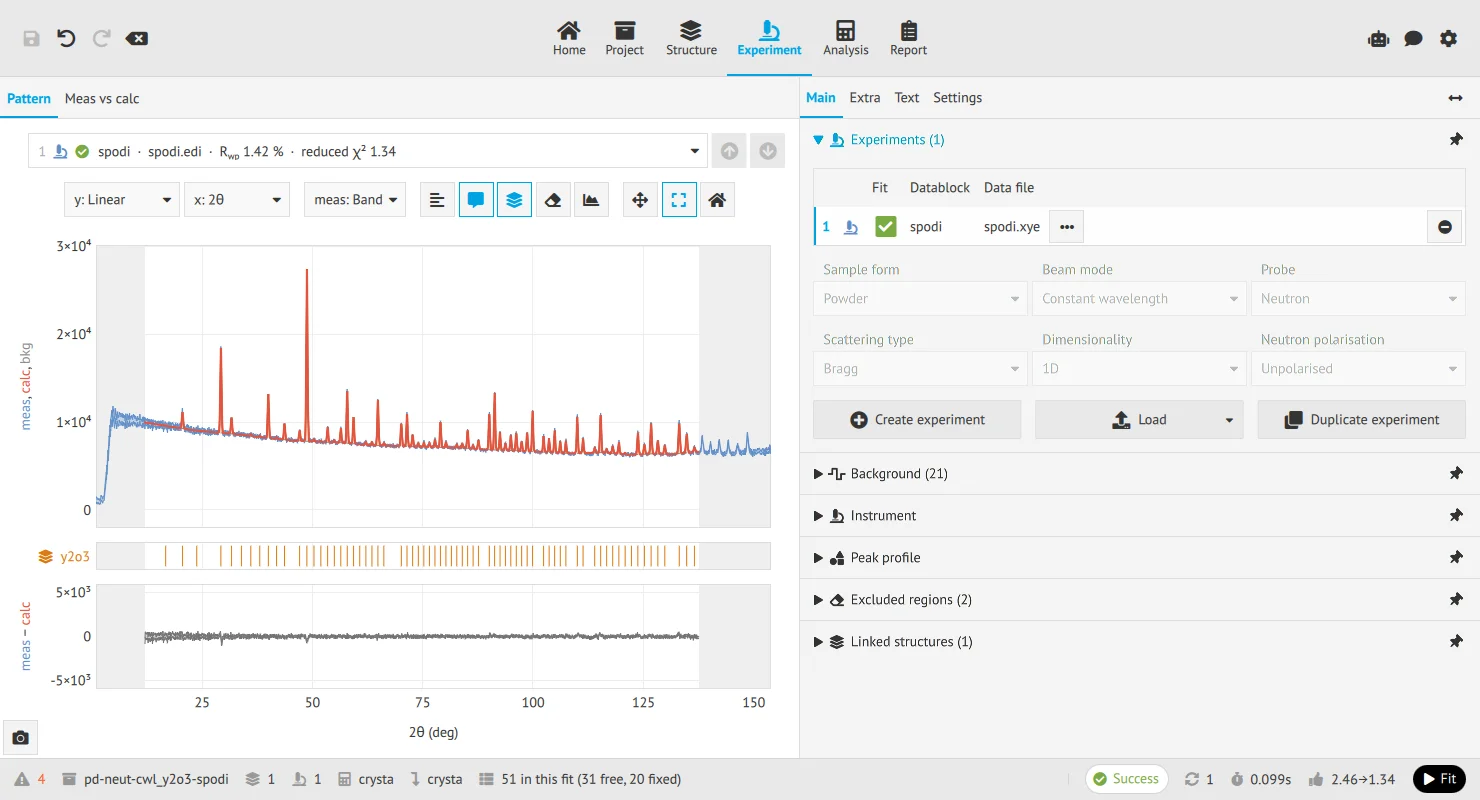 Home Project Structure Experiment Analysis Report
Pattern Meas vs calc
Main Extra Text Settings
1 spodi · spodi.edi · Rwp 1.42 % · reduced χ² 1.34
y: Linear x: 2θ meas: Band
3×10⁴
2×10⁴
1×10⁴
0
meas, calc, bkg
y2o3
5×10³
0
-5×10³
meas − calc
25 50 75 100 125 150
2θ (deg)
Experiments (1)
Fit Datablock Data file
1 spodi spodi.xye
Sample form Beam mode Probe
Powder Constant wavelength Neutron
Scattering type Dimensionality Neutron polarisation
Bragg 1D Unpolarised
Create experiment Load Duplicate experiment
Background (21)
Instrument
Peak profile
Excluded regions (2)
Linked structures (1)
4 pd-neut-cwl_y2o3-spodi 1 1 crysta crysta 51 in this fit (31 free, 20 fixed) Success 1 0.099s 2.46→1.34 Fit